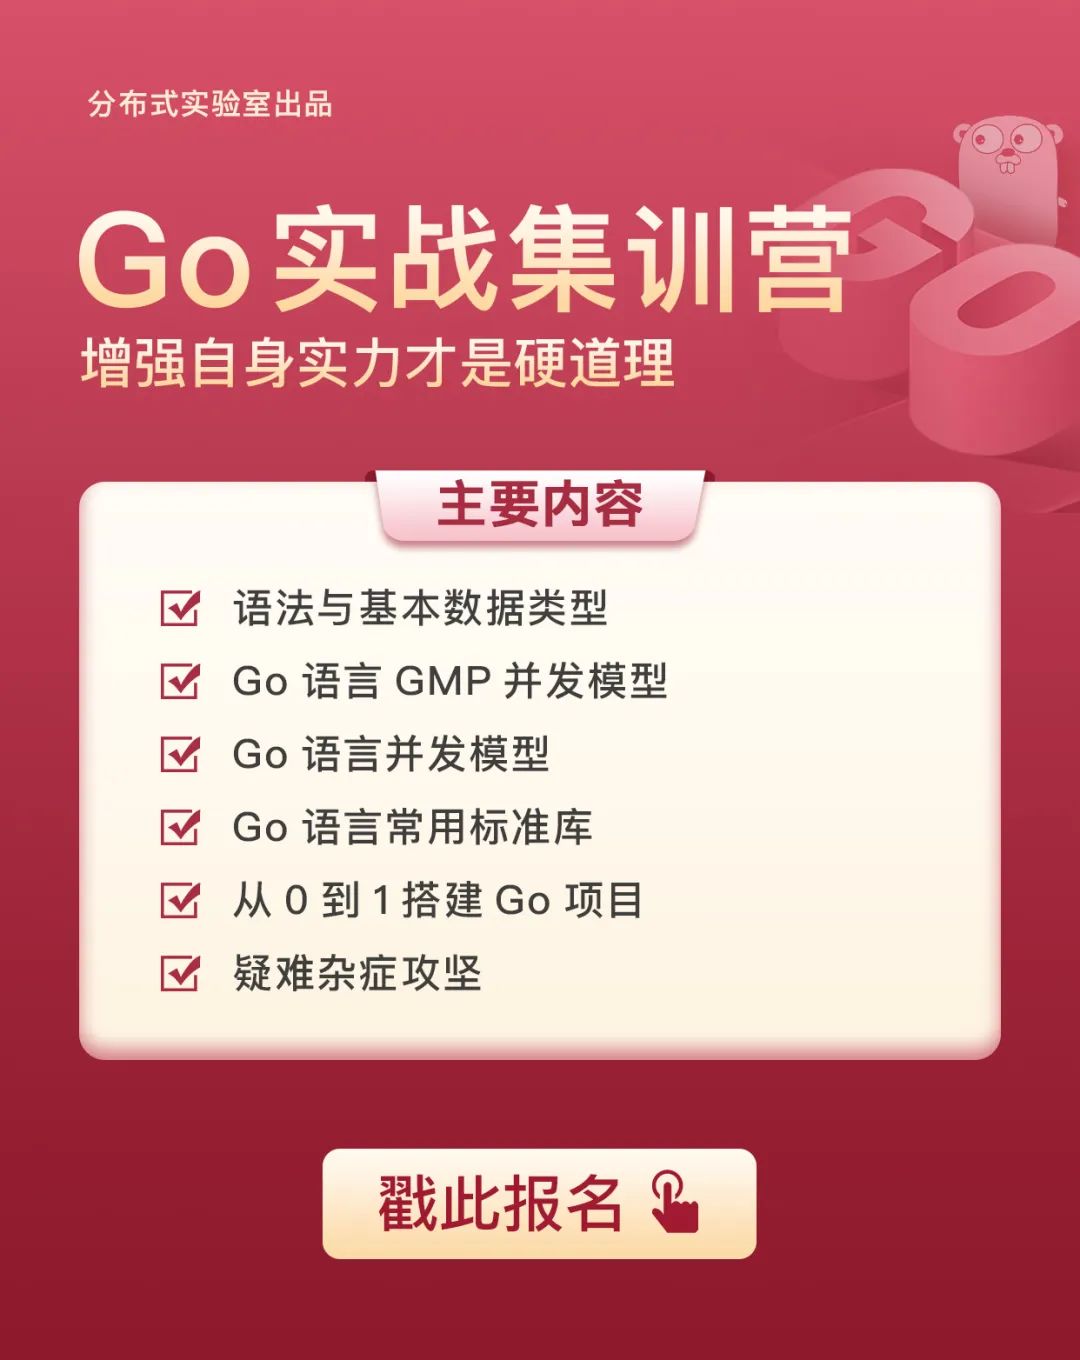 分布式实验室出品
Go 实战集训营
增强自身实力才是硬道理
主要内容
语法与基本数据类型
Go 语言 GMP 并发模型
Go 语言并发模型
Go 语言常用标准库
从 0 到 1 搭建 Go 项目
疑难杂症攻坚
戳此报名